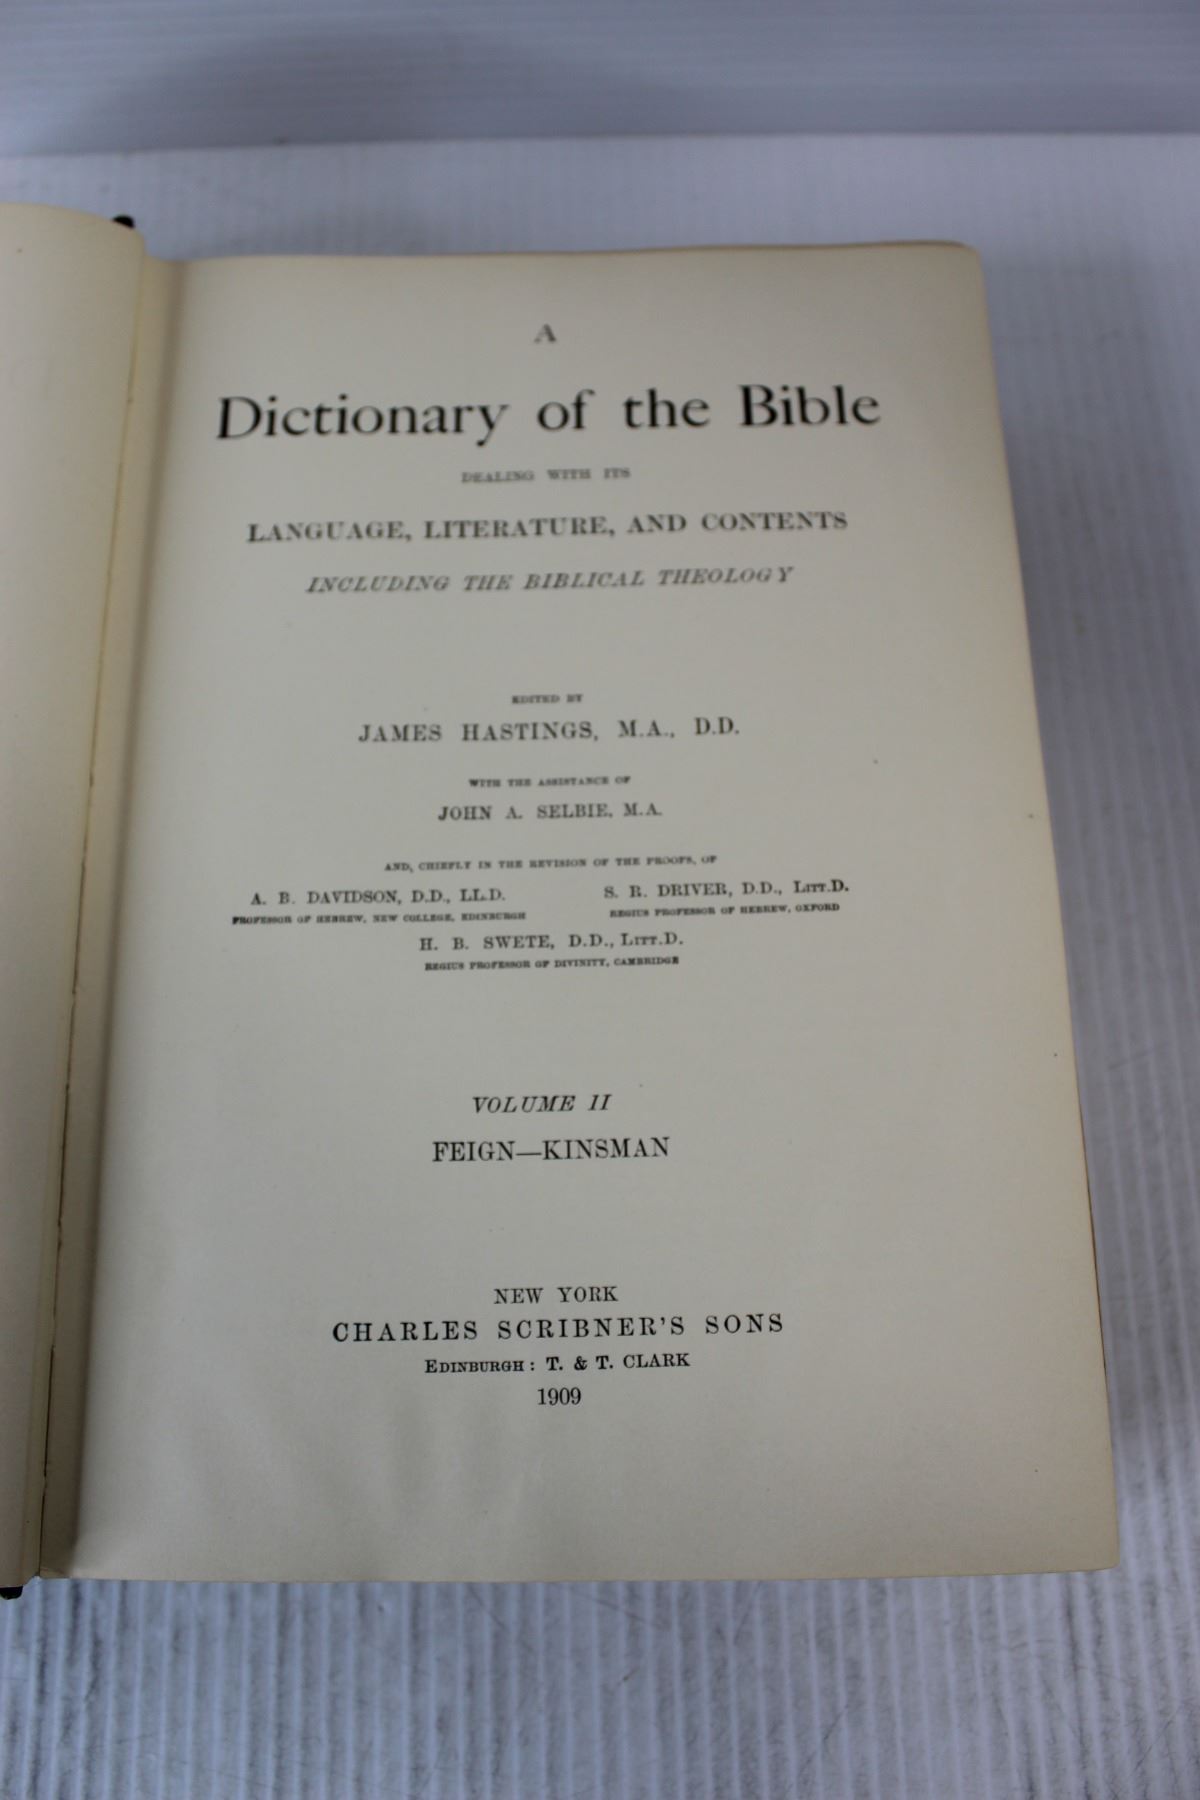 A
Dictionary of the Bible
DEALING WITH ITS
LANGUAGE, LITERATURE, AND CONTENTS
INCLUDING THE BIBLICAL THEOLOGY
EDITED BY
JAMES HASTINGS, M.A., D.D.
WITH THE ASSISTANCE OF
JOHN A. SELBIE, M.A.
AND, CHIEFLY IN THE REVISION OF THE PROOFS, OF
A. B. DAVIDSON, D.D., LL.D. S. R. DRIVER, D.D., LITT.D.
PROFESSOR OF HEBREW, NEW COLLEGE, EDINBURGH REGIUS PROFESSOR OF HEBREW, OXFORD
H. B. SWETE, D.D., LITT.D.
REGIUS PROFESSOR OF DIVINITY, CAMBRIDGE
VOLUME II
FEIGN—KINSMAN
NEW YORK
CHARLES SCRIBNER'S SONS
EDINBURGH: T. & T. CLARK
1909